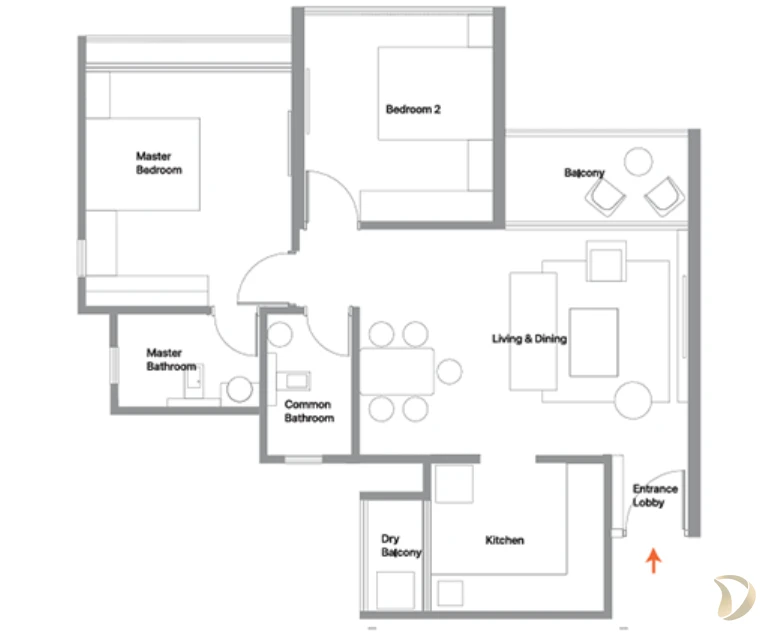 Bedroom 2
Master
Bedroom
Balcony
Living & Dining
Master
Bathroom
Common
Bathroom
Entrance
Lobby
Kitchen
Dry
Balcony